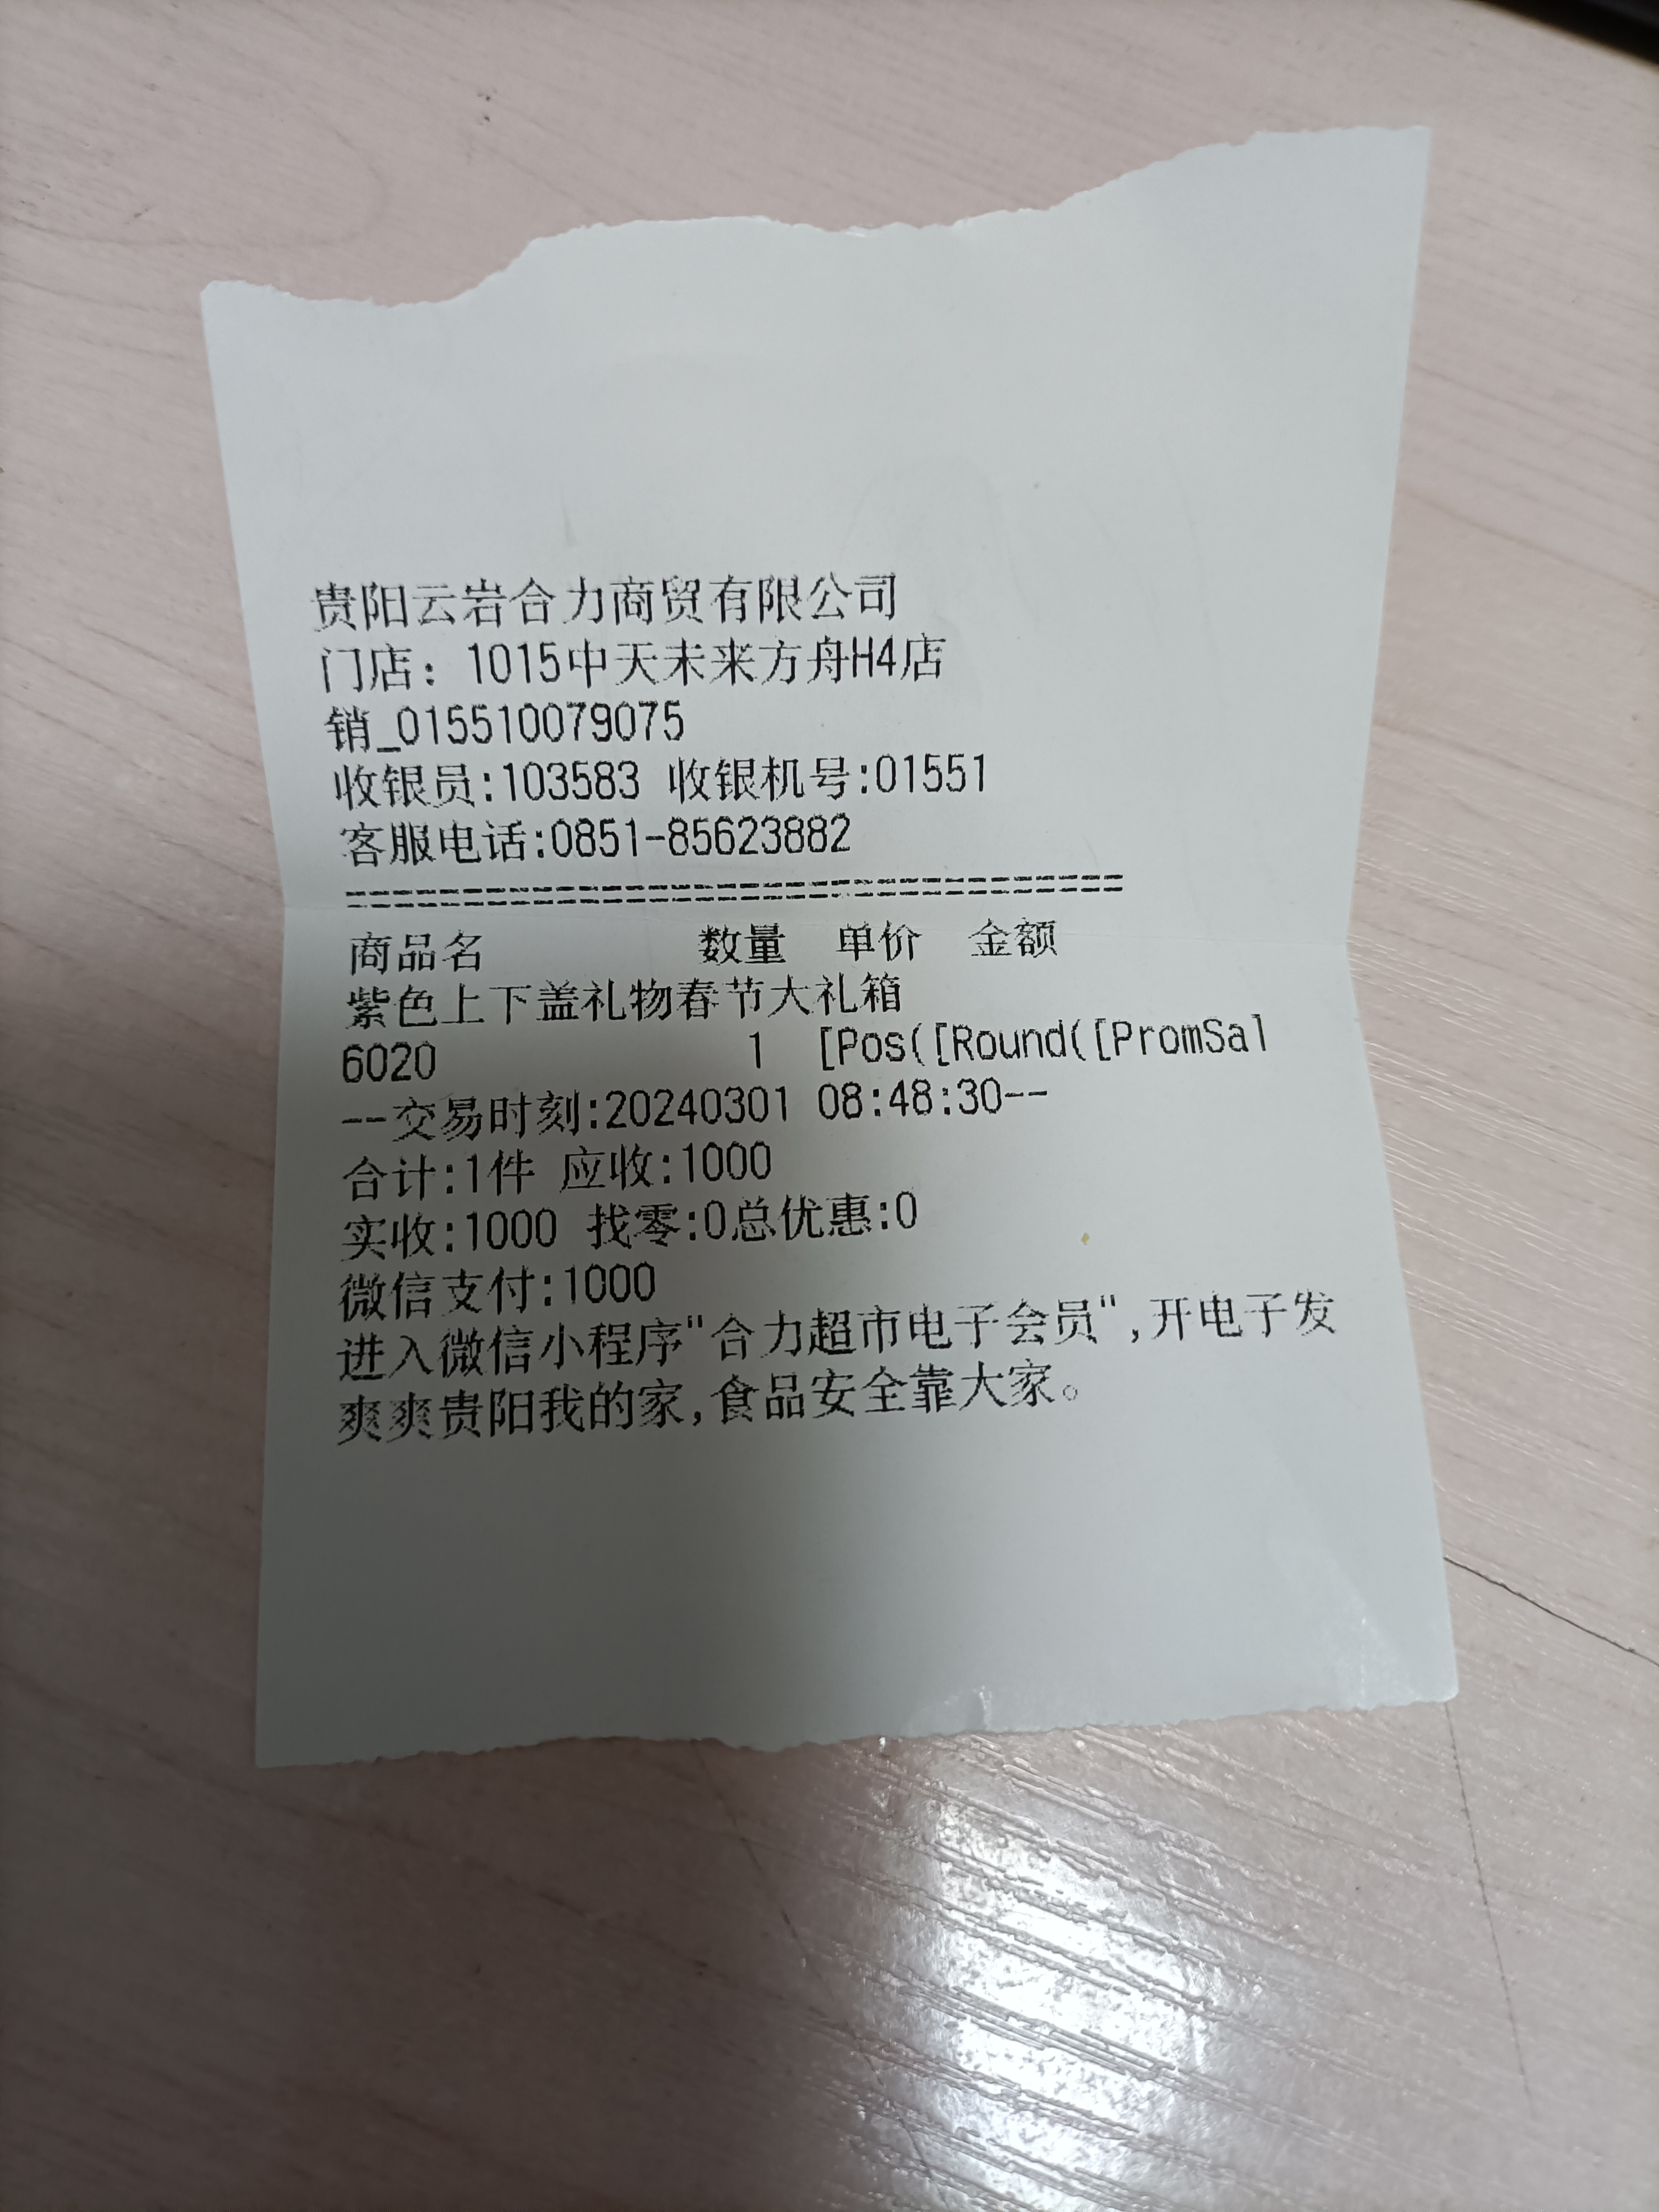 贵阳云岩合力商贸有限公司
门店：1015中天未来方舟H4店
销_015510079075
收银员:103583 收银机号:01551
客服电话:0851-85623882
=================================
商品名 数量 单价 金额
紫色上下盖礼物春节大礼箱
6020 1 [Pos([Round([PromSal
--交易时刻:20240301 08:48:30--
合计:1件 应收:1000
实收:1000 找零:0总优惠:0
微信支付:1000
进入微信小程序"合力超市电子会员",开电子发
爽爽贵阳我的家,食品安全靠大家。